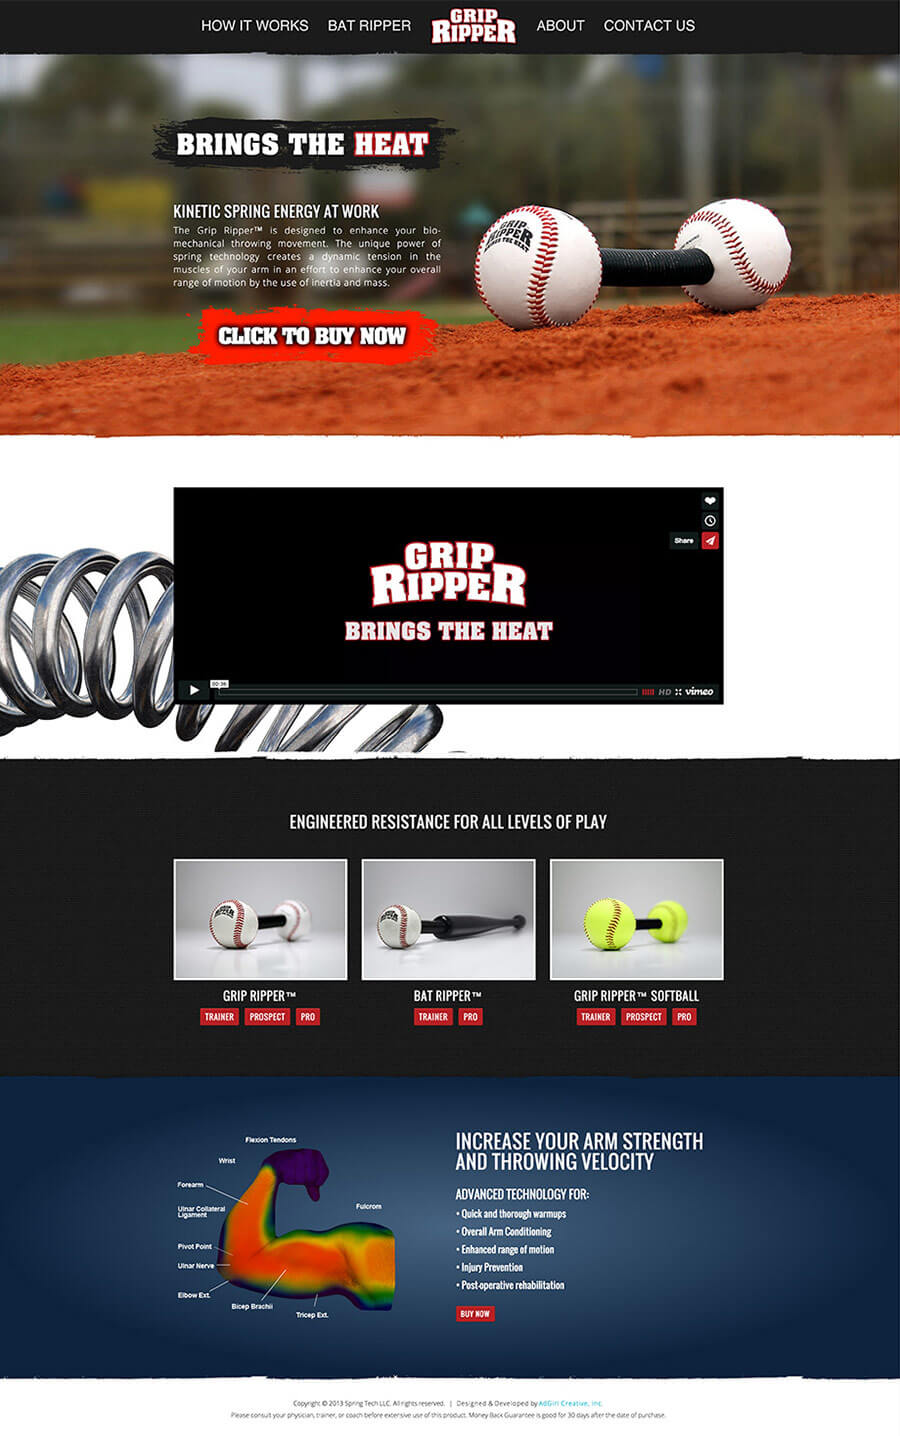 HOW IT WORKS BAT RIPPER GRIP RIPPER ABOUT CONTACT US
BRINGS THE HEAT
KINETIC SPRING ENERGY AT WORK
The Grip Ripper™ is designed to enhance your bio-
mechanical throwing movement. The unique power of
spring technology creates a dynamic tension in the
muscles of your arm in an effort to enhance your overall
range of motion by the use of inertia and mass.
GRIP
RIPPER
BRINGS THE HEAT
CLICK TO BUY NOW
Share
GRIP
RIPPER
BRINGS THE HEAT
00:36
HD vimeo
ENGINEERED RESISTANCE FOR ALL LEVELS OF PLAY
GRIP
RIPPER
GRIP RIPPER™
TRAINER PROSPECT PRO
BAT RIPPER™
TRAINER PRO
GRIP RIPPER™ SOFTBALL
TRAINER PROSPECT PRO
Flexion Tendons
Wrist
Forearm
Ulnar Collateral
Ligament
Fulcrom
Pivot Point
Ulnar Nerve
Elbow Ext.
Bicep Brachii
Tricep Ext.
INCREASE YOUR ARM STRENGTH
AND THROWING VELOCITY
ADVANCED TECHNOLOGY FOR:
• Quick and thorough warmups
• Overall Arm Conditioning
• Enhanced range of motion
• Injury Prevention
• Post-operative rehabilitation
BUY NOW
Copyright © 2013 Spring Tech LLC. All rights reserved. | Designed & Developed by AdGirl Creative, Inc.
Please consult your physician, trainer, or coach before extensive use of this product. Money Back Guarantee is good for 30 days after the date of purchase.